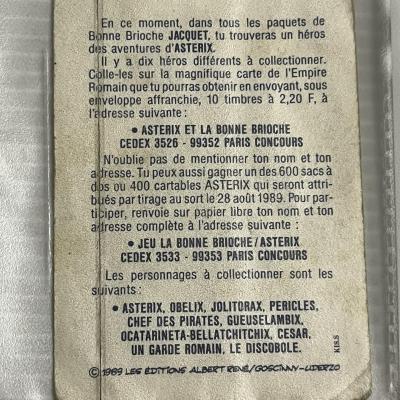 En ce moment, dans tous les paquets de
Bonne Brioche JACQUET, tu trouveras un héros
des aventures d'ASTERIX.
Il y a dix héros différents à collectionner.
Colle-les sur la magnifique carte de l'Empire
Romain que tu pourras obtenir en envoyant, sous
enveloppe affranchie, 10 timbres à 2,20 F, à
l'adresse suivante :
• ASTERIX ET LA BONNE BRIOCHE
CEDEX 3526 - 99352 PARIS CONCOURS
N'oublie pas de mentionner ton nom et ton
adresse. Tu peux aussi gagner un des 600 sacs à
dos ou 400 cartables ASTERIX qui seront attri-
bués par tirage au sort le 28 août 1989. Pour par-
ticiper, renvoie sur papier libre ton nom et ton
adresse complète à l'adresse suivante :
• JEU LA BONNE BRIOCHE/ASTERIX
CEDEX 3533 - 99353 PARIS CONCOURS
Les personnages à collectionner sont les
suivants :
• ASTERIX, OBELIX, JOLITORAX, PERICLES,
CHEF DES PIRATES, GUEUSELAMBIX,
OCATARINETA-BELLATCHITCHIX, CESAR,
UN GARDE ROMAIN, LE DISCOBOLE.
KIS.S
© 1989 LES ÉDITIONS ALBERT RENÉ/GOSCINNY-UDERZO